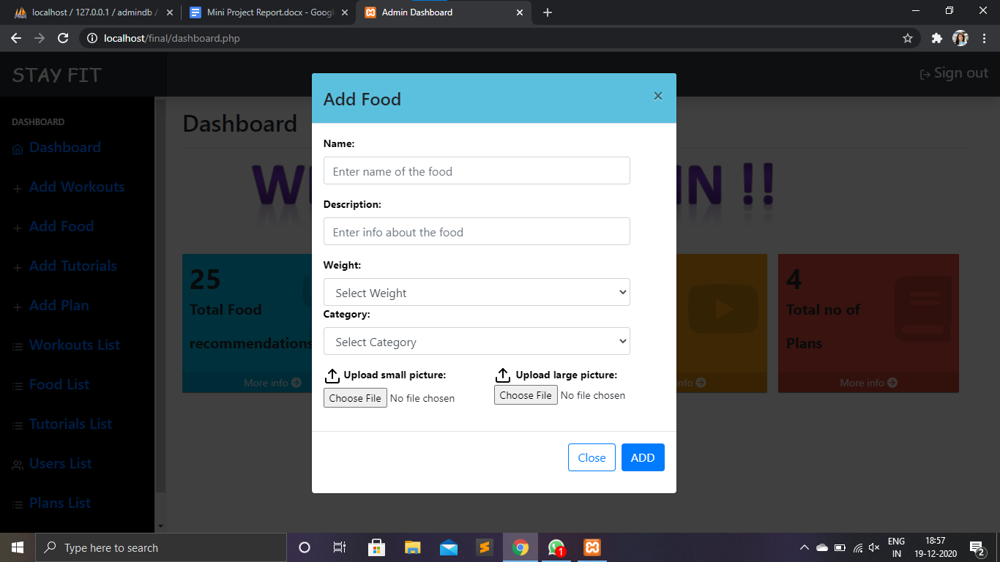 localhost / 127.0.0.1 / admindb /
Mini Project Report.docx - Googl
Admin Dashboard
localhost/final/dashboard.php
STAY FIT
Sign out
DASHBOARD
Dashboard
Add Workouts
Add Food
Add Tutorials
Add Plan
Workouts List
Food List
Tutorials List
Users List
Plans List
Dashboard
IN !!
25
Total Food
recommendations
More info
info
4
Total no of
Plans
More info
Add Food
×
Name:
Enter name of the food
Description:
Enter info about the food
Weight:
Select Weight
Category:
Select Category
Upload small picture:
Choose File No file chosen
Upload large picture:
Choose File No file chosen
Close
ADD
Type here to search
1
ENG
IN
18:57
19-12-2020
2